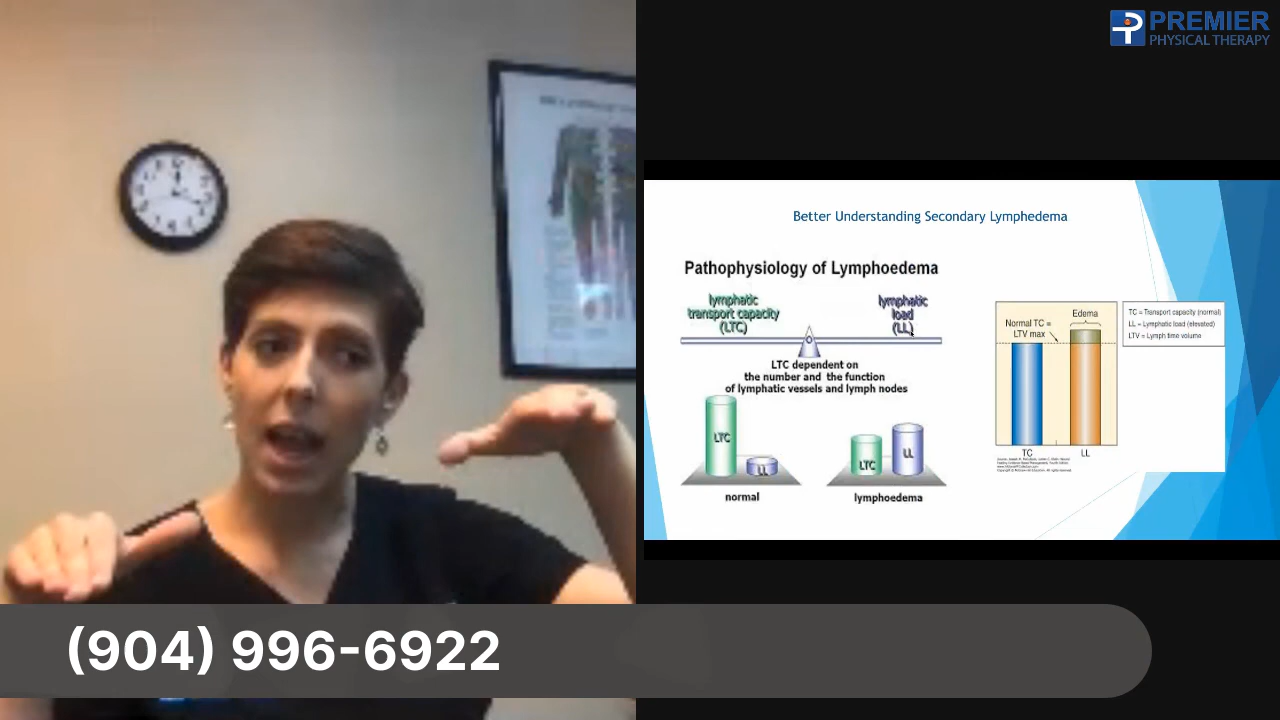 PREMIER
PHYSICAL THERAPY
Better Understanding Secondary Lymphedema
Pathophysiology of Lymphoedema
lymphatic
transport capacity
(LTC)
lymphatic
load
(LL)
LTC dependent on
the number and the function
of lymphatic vessels and lymph nodes
LTC
LL
normal
LTC
LL
lymphoedema
Edema
Normal TC =
LTV max
TC
LL
TC = Transport capacity (normal)
LL = Lymphatic load (elevated)
LTV = Lymph time volume
(904) 996-6922